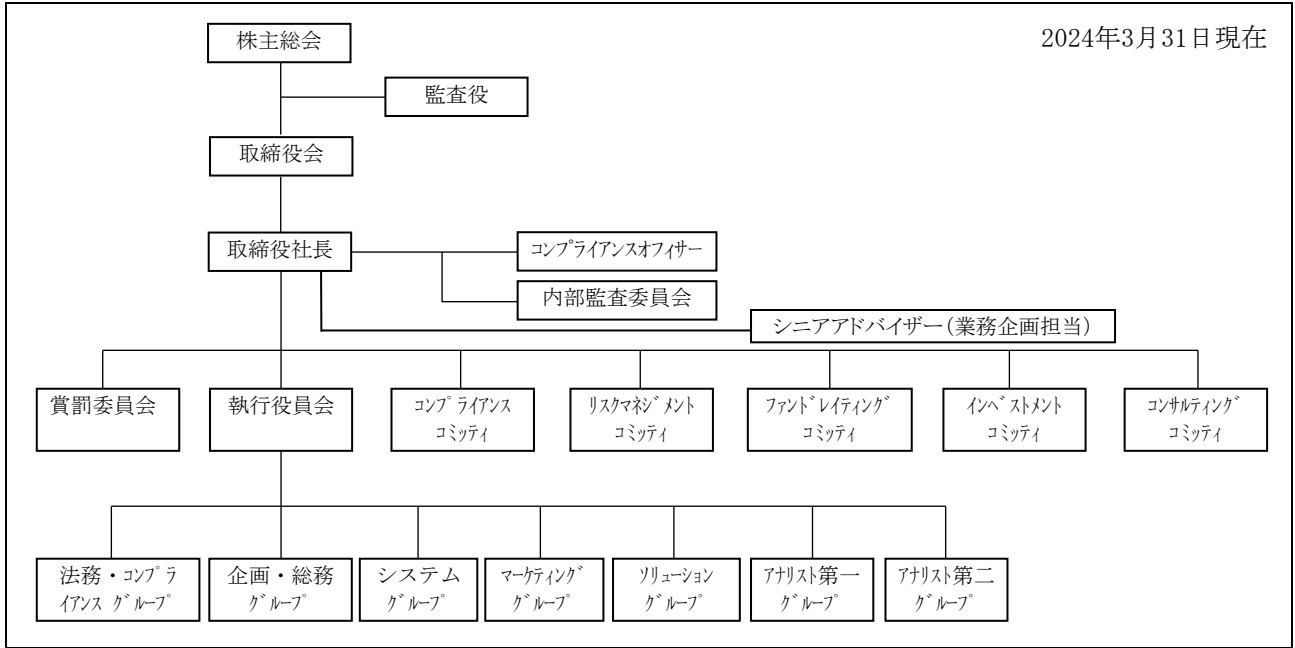 株主総会
2024年3月31日現在
監査役
取締役会
取締役社長
コンプライアンスオフィサー
内部監査委員会
シニアアドバイザー(業務企画担当)
賞罰委員会
執行役員会
コンプライアンス
コミッティ
リスクマネジメント
コミッティ
ファンドレイティング
コミッティ
インベストメント
コミッティ
コンサルティング
コミッティ
法務・コンプラ
イアンス グループ
企画・総務
グループ
システム
グループ
マーケティング
グループ
ソリューション
グループ
アナリスト第一
グループ
アナリスト第二
グループ